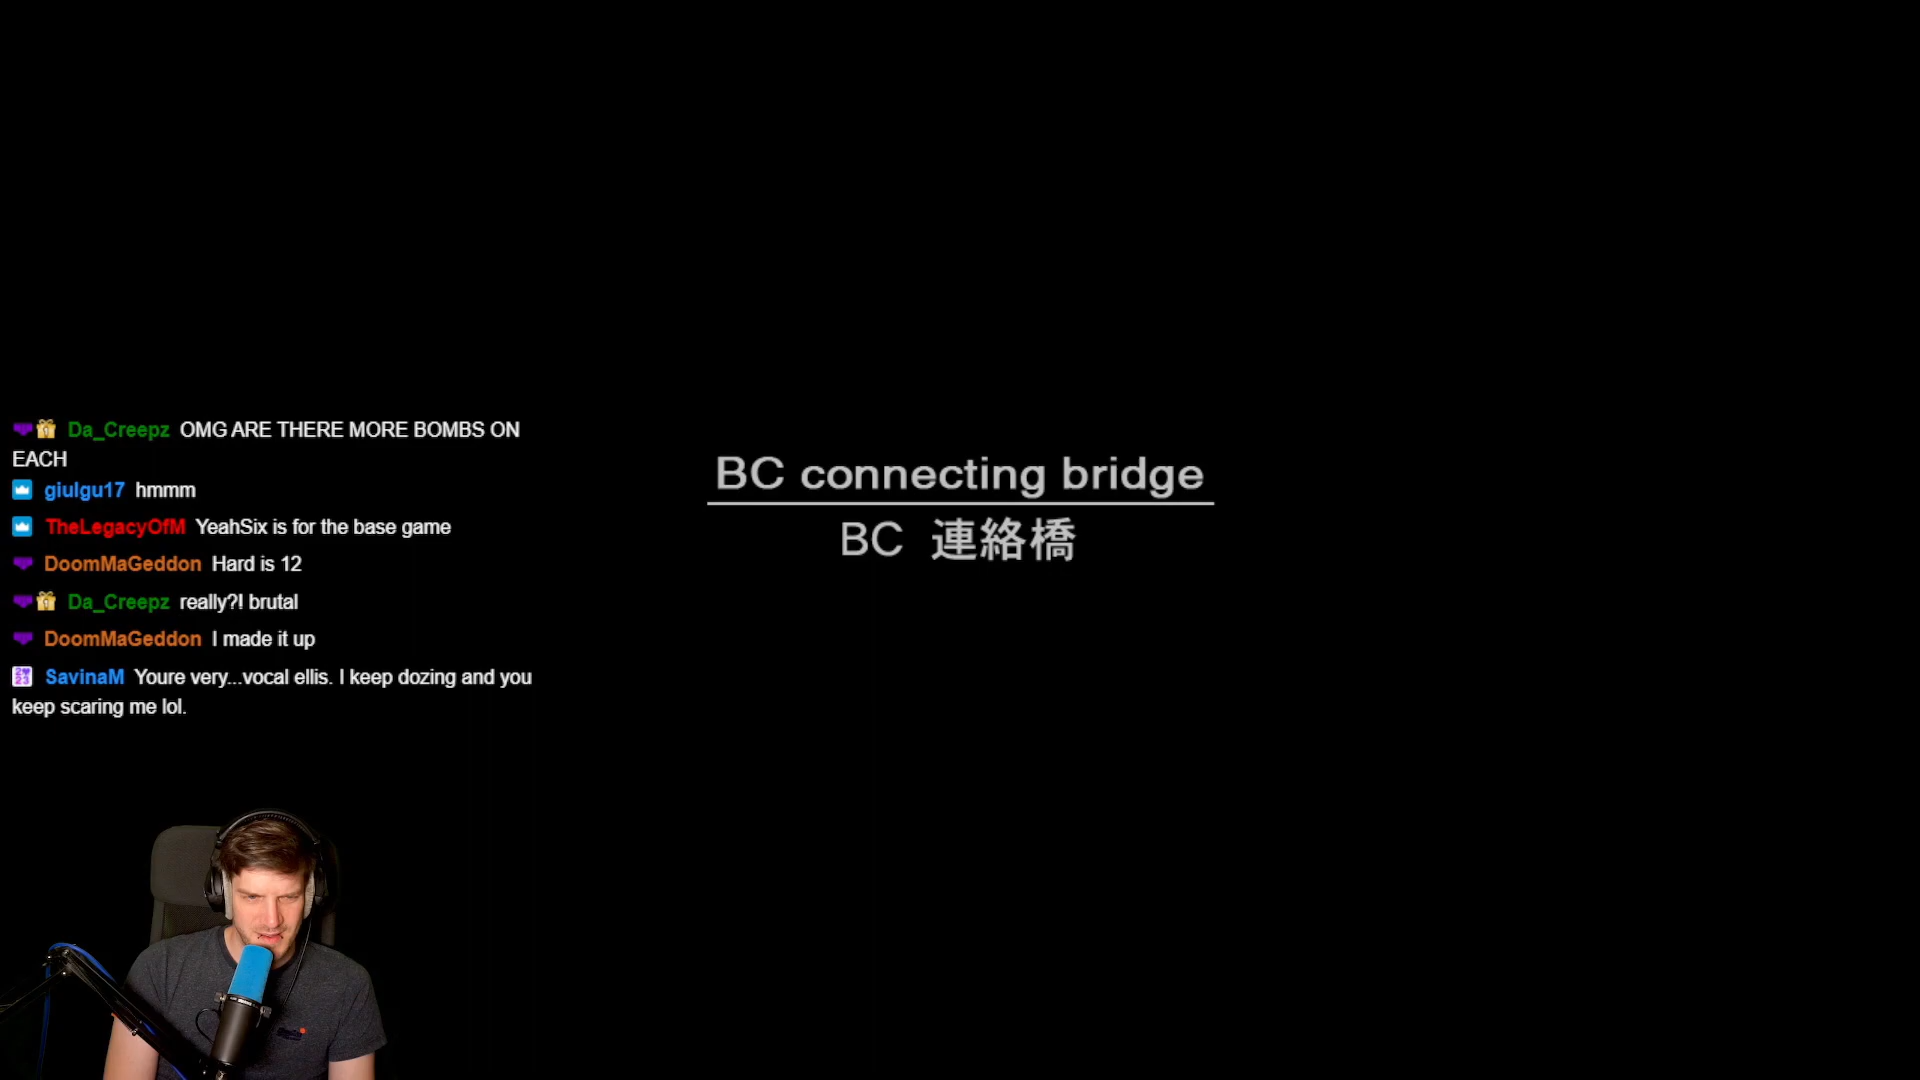 Da_Creepz OMG ARE THERE MORE BOMBS ON
EACH
giulgu17 hmmm
TheLegacyOfM YeahSix is for the base game
DoomMaGeddon Hard is 12
Da_Creepz really?! brutal
DoomMaGeddon I made it up
SavinaM Youre very...vocal ellis. I keep dozing and you
keep scaring me lol.
BC connecting bridge
BC 連絡橋